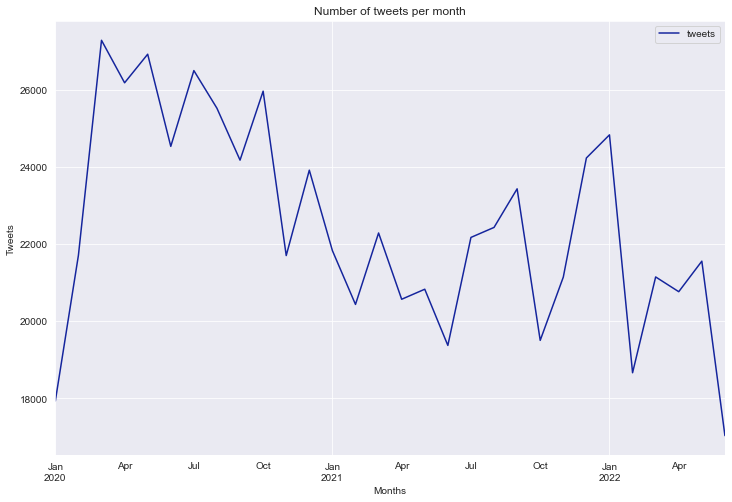 Number of tweets per month
tweets
26000
24000
22000
20000
18000
Tweets
Jan Apr Jul Oct Jan Apr Jul Oct Jan Apr
2020 2021 2022
Months